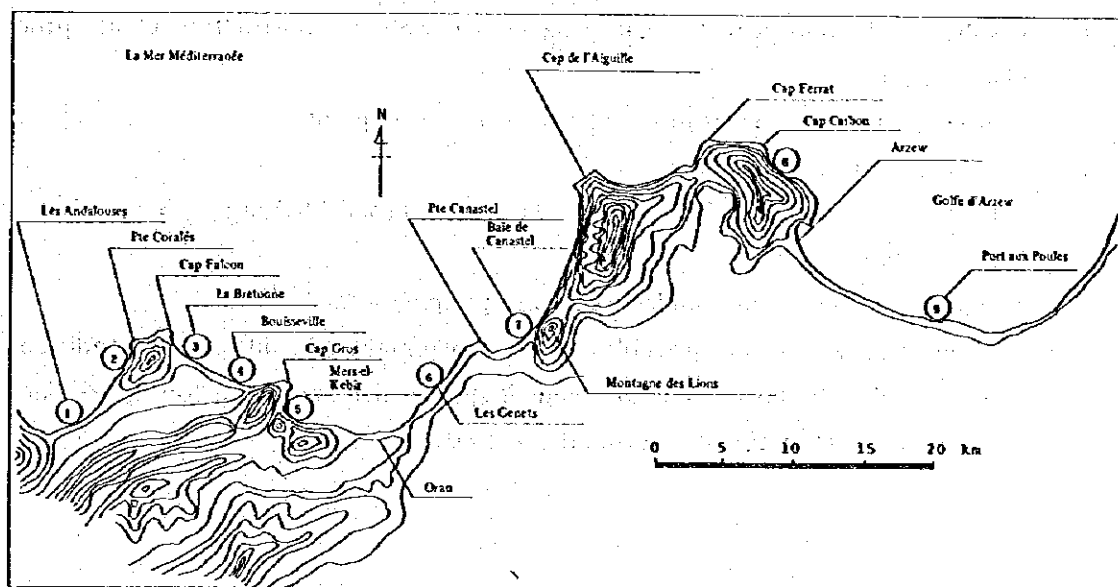 La Mer Méditerranée
Cap de l'Aiguille
Cap Ferrat
N
Cap Carbon
8
Arzew
Les Andalouses
Pte Canastel
Golfe d'Arzew
Pte Coralés
Baie de
Canastel
Cap Falcon
Port aux Poules
La Bretonne
9
Bouisseville
7
2
3
Cap Gros
4
Mers-el-
Kebir
6
Montagne des Lions
1
5
Les Genets
0 5 10 20 km
Oran